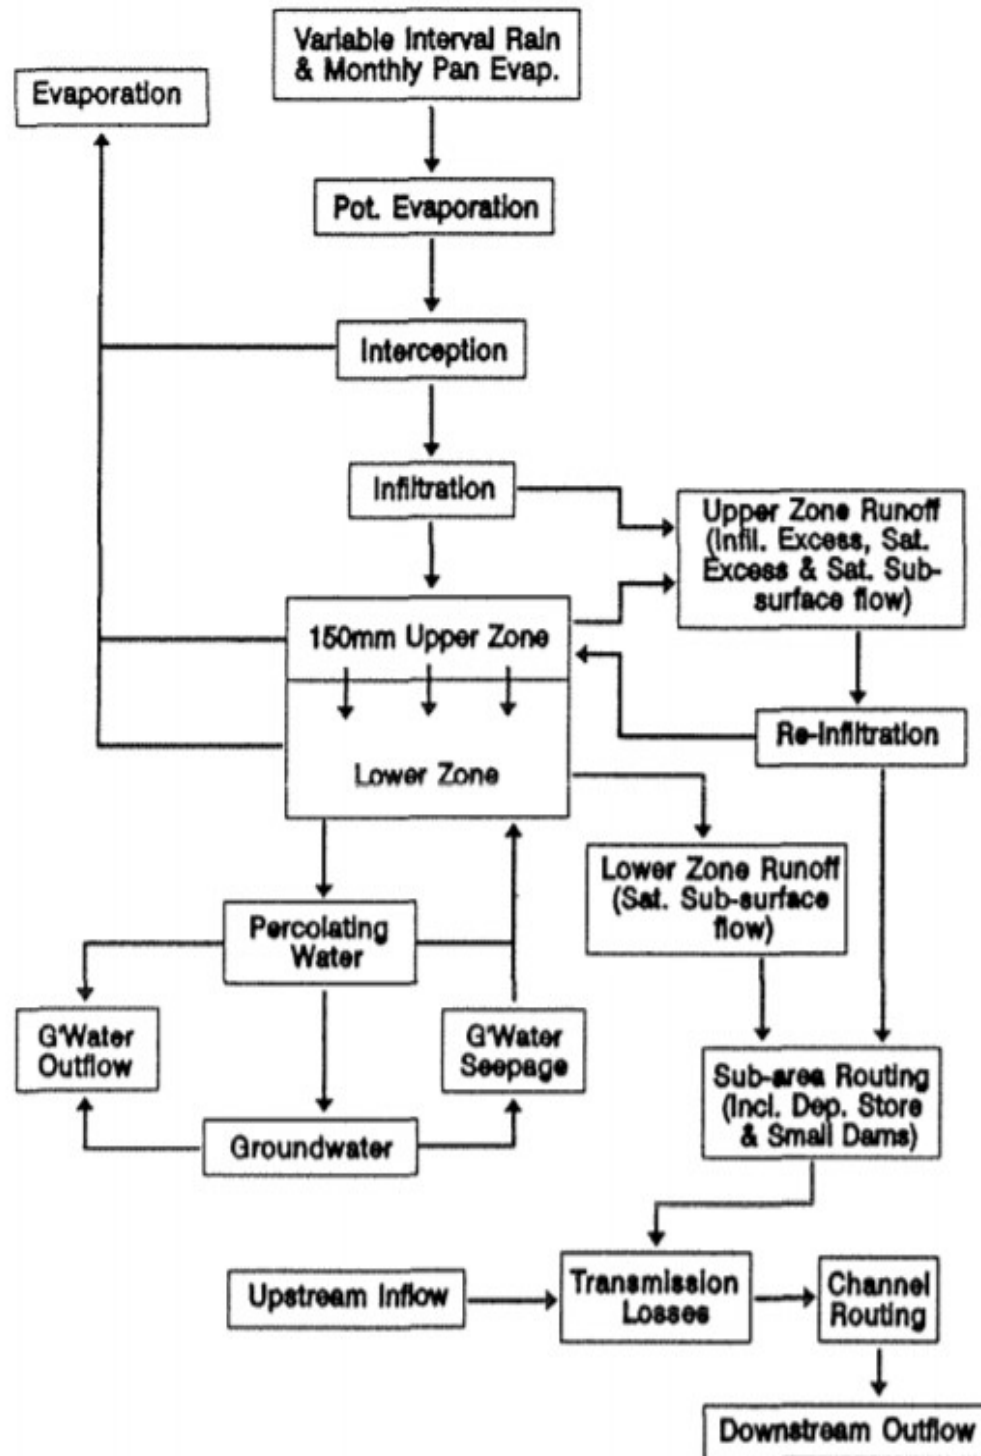 Variable Interval Rain
& Monthly Pan Evap.
Evaporation
Pot. Evaporation
Interception
Infiltration
Upper Zone Runoff
(Infil. Excess, Sat.
Excess & Sat. Sub-
surface flow)
150mm Upper Zone
Re-Infiltration
Lower Zone
Lower Zone Runoff
(Sat. Sub-surface
flow)
Percolating
Water
G'Water
Outflow
G'Water
Seepage
Sub-area Routing
(Incl. Dep. Store
& Small Dams)
Groundwater
Upstream Inflow
Transmission
Losses
Channel
Routing
Downstream Outflow